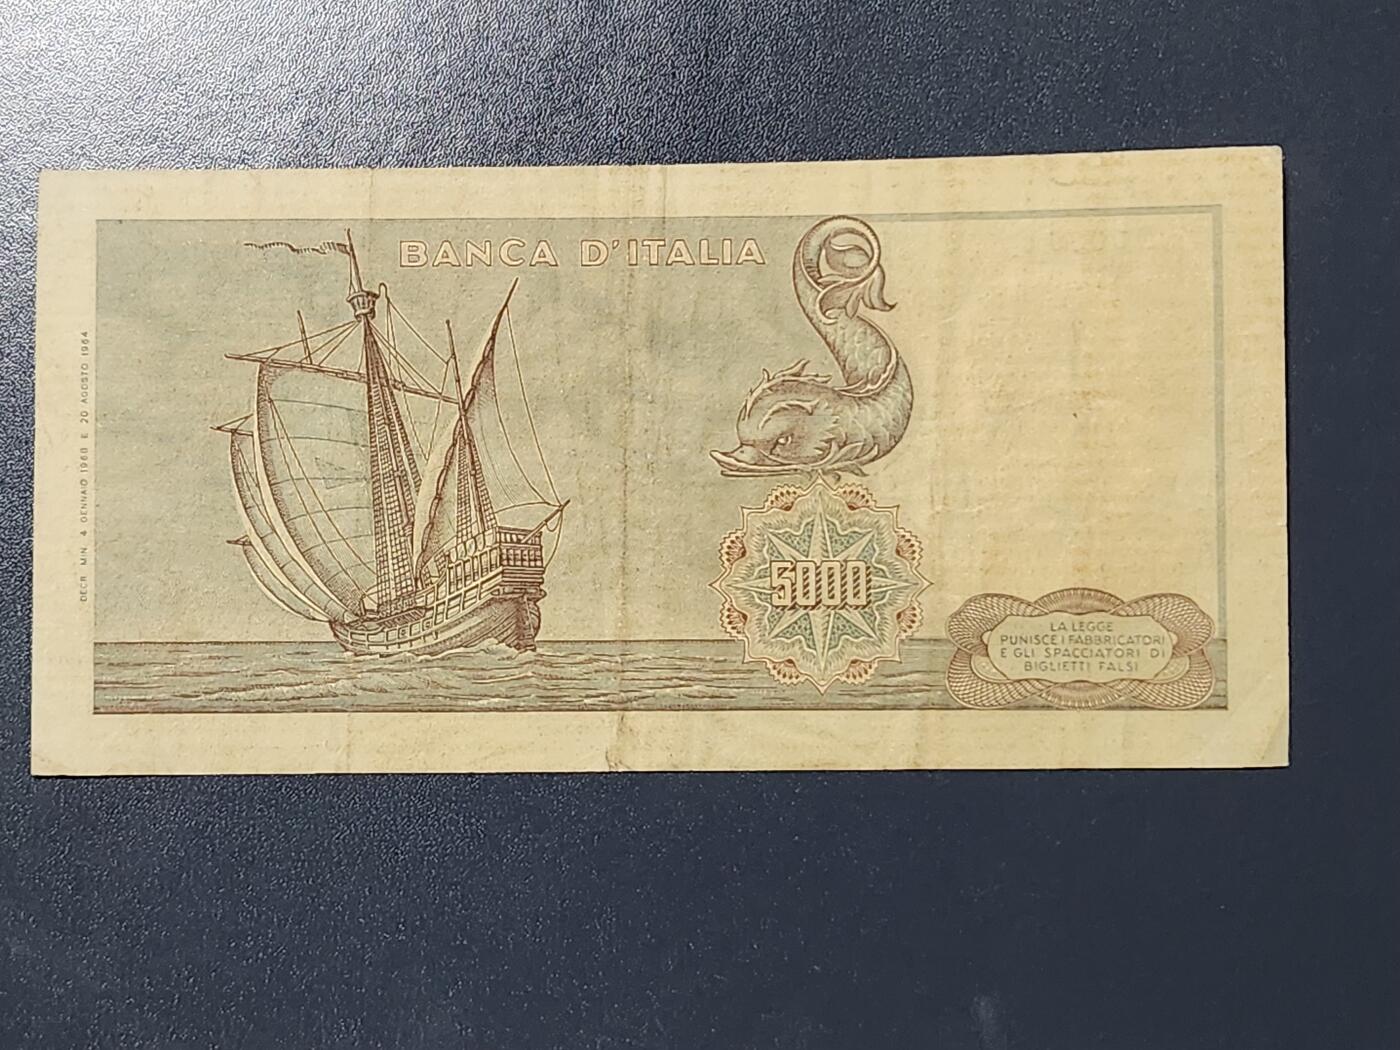 BANCA D'ITALIA
DECR. MIN. 4 GENNAIO 1968 E 20 AGOSTO 1964
5000
LA LEGGE
PUNISCE I FABBRICATORI
E GLI SPACCIATORI DI
BIGLIETTI FALSI